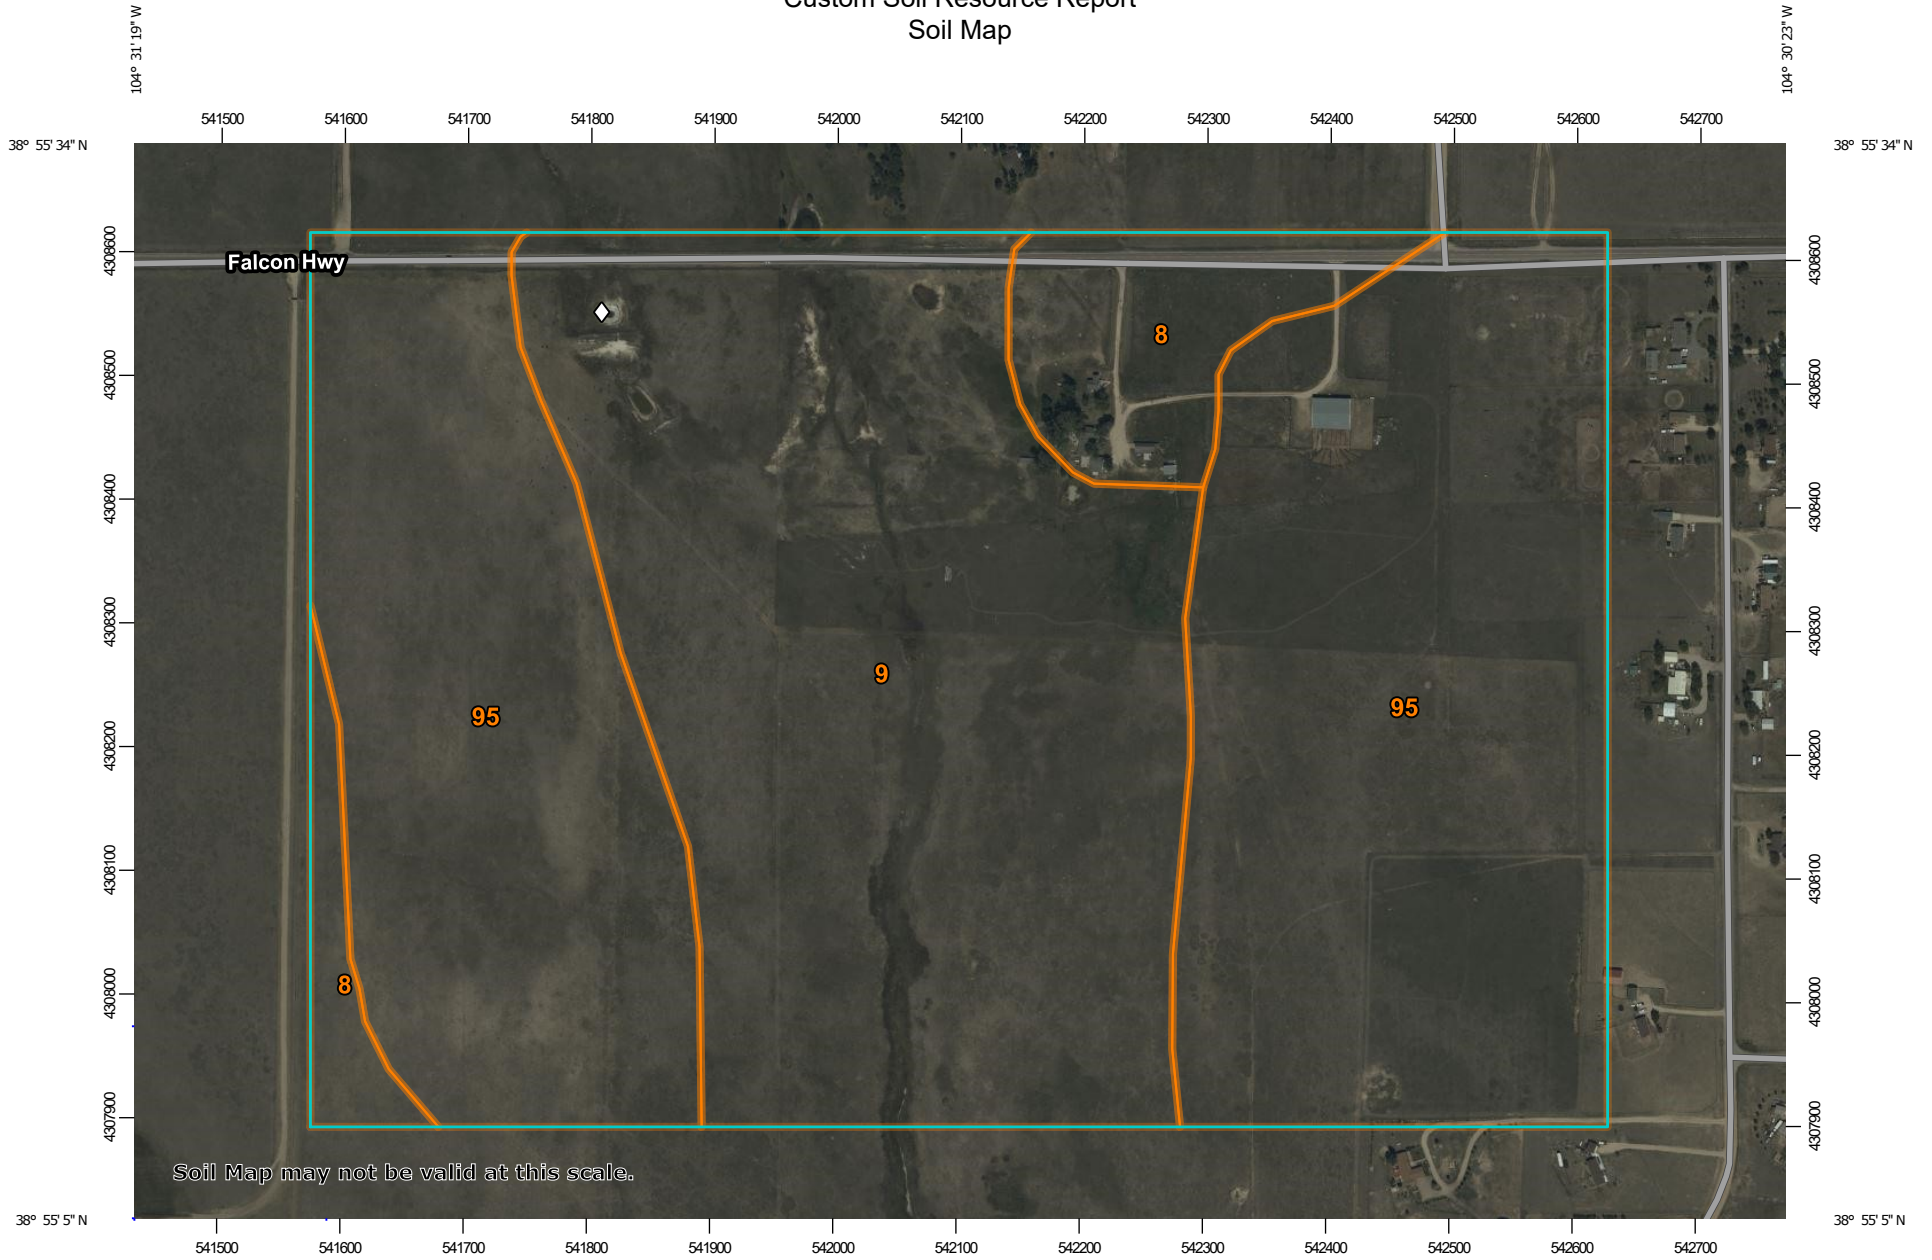 Custom Soil Resource Report
Soil Map
104° 31' 19" W
104° 30' 23" W
541500 541600 541700 541800 541900 542000 542100 542200 542300 542400 542500 542600 542700
38° 55' 34" N
38° 55' 34" N
Falcon Hwy
4308600
4308600
8
4308500
4308500
4308400
4308400
4308300
4308300
9
95
95
4308200
4308200
4308100
4308100
8
4308000
4308000
4307900
4307900
Soil Map may not be valid at this scale.
38° 55' 5" N
38° 55' 5" N
541500 541600 541700 541800 541900 542000 542100 542200 542300 542400 542500 542600 542700